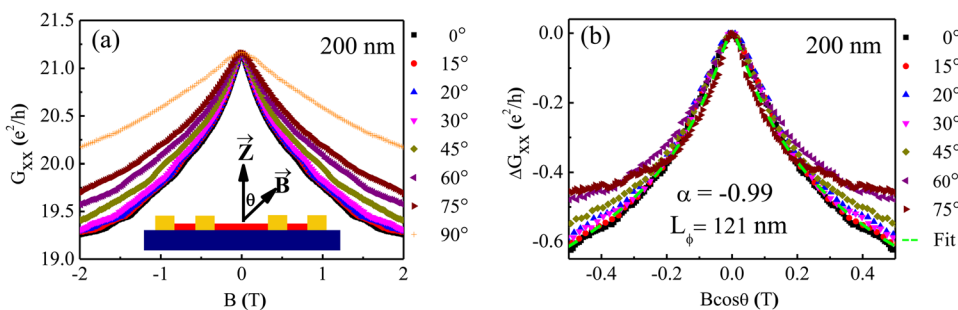 (a)
200 nm
G_XX (e²/h)
21.5
21.0
20.5
20.0
19.5
19.0
-2
-1
0
1
2
B (T)
Z
B
θ
0°
15°
20°
30°
45°
60°
75°
90°
(b)
200 nm
ΔG_XX (e²/h)
0.0
-0.2
-0.4
-0.6
-0.4
-0.2
0.0
0.2
0.4
Bcosθ (T)
α = -0.99
L_ϕ = 121 nm
0°
15°
20°
30°
45°
60°
75°
Fit